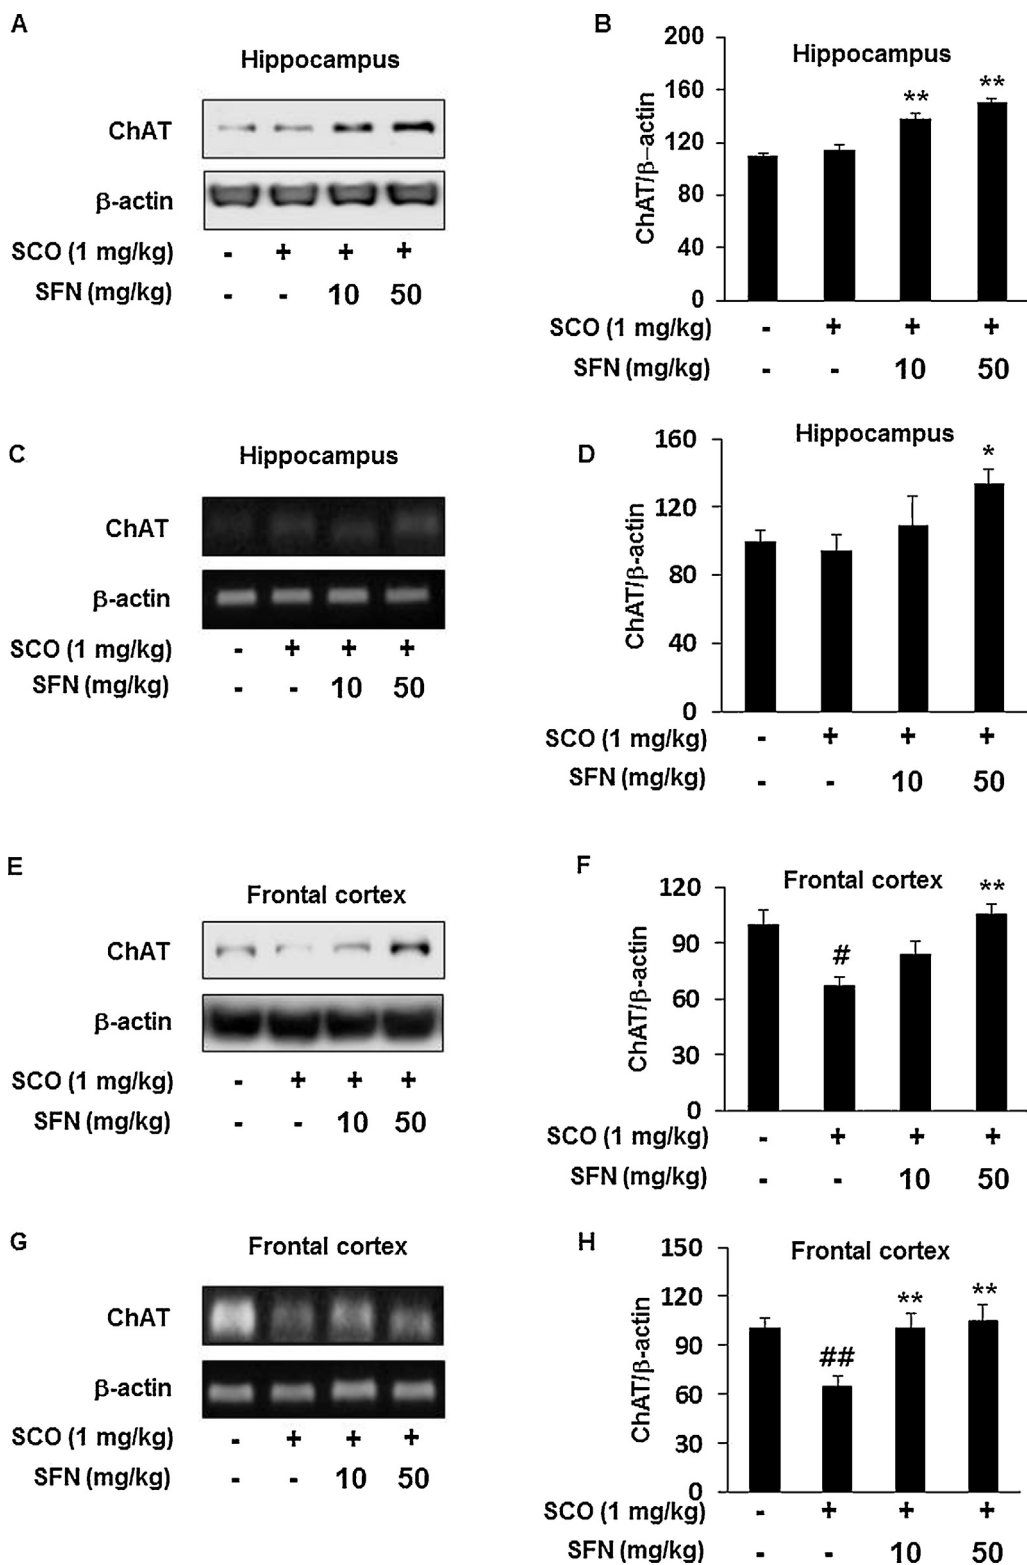 A
Hippocampus
ChAT
β-actin
SCO (1 mg/kg) - + + +
SFN (mg/kg) - - 10 50
B
Hippocampus
200
160
120
80
40
0
ChAT/β-actin
** **
SCO (1 mg/kg) - + + +
SFN (mg/kg) - - 10 50
C
Hippocampus
ChAT
β-actin
SCO (1 mg/kg) - + + +
SFN (mg/kg) - - 10 50
D
Hippocampus
160
120
80
40
0
ChAT/β-actin
*
SCO (1 mg/kg) - + + +
SFN (mg/kg) - - 10 50
E
Frontal cortex
ChAT
β-actin
SCO (1 mg/kg) - + + +
SFN (mg/kg) - - 10 50
F
Frontal cortex
120
90
60
30
0
ChAT/β-actin
# **
SCO (1 mg/kg) - + + +
SFN (mg/kg) - - 10 50
G
Frontal cortex
ChAT
β-actin
SCO (1 mg/kg) - + + +
SFN (mg/kg) - - 10 50
H
Frontal cortex
150
120
90
60
30
0
ChAT/β-actin
## ** **
SCO (1 mg/kg) - + + +
SFN (mg/kg) - - 10 50